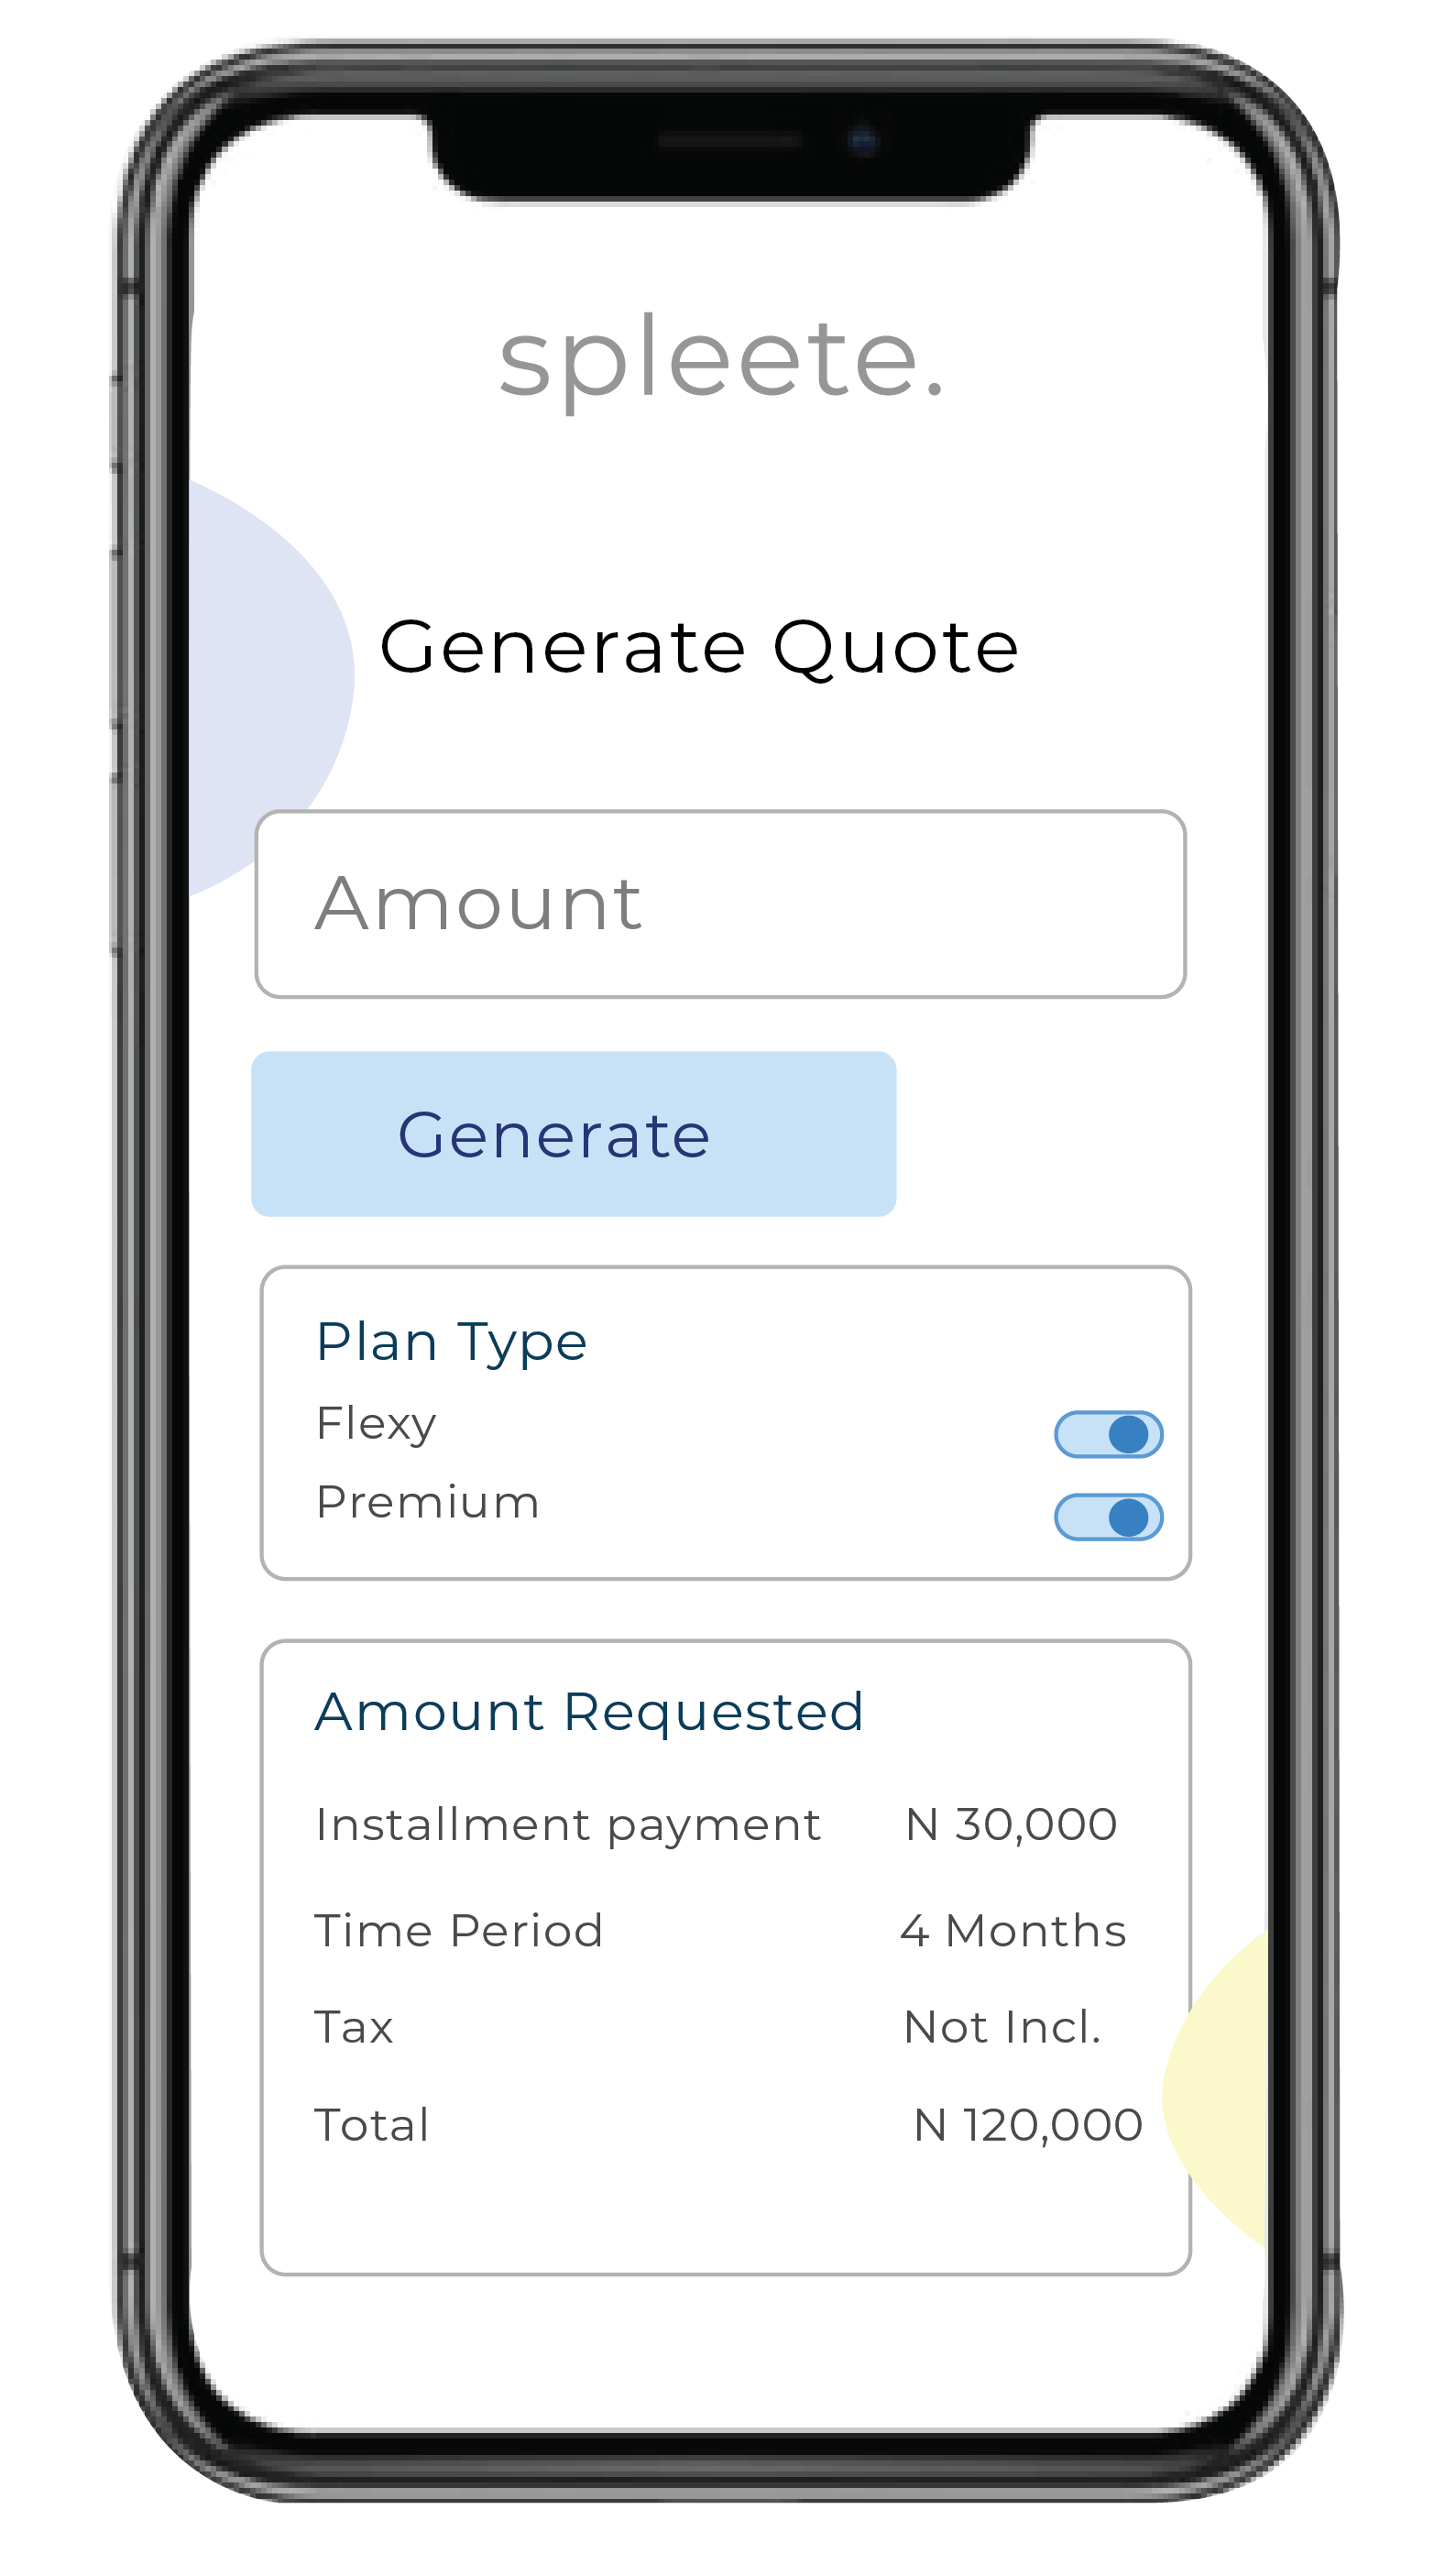 spleete.
Generate Quote
Amount
Generate
Plan Type
Flexy
Premium
Amount Requested
Installment payment N 30,000
Time Period 4 Months
Tax Not Incl.
Total N 120,000